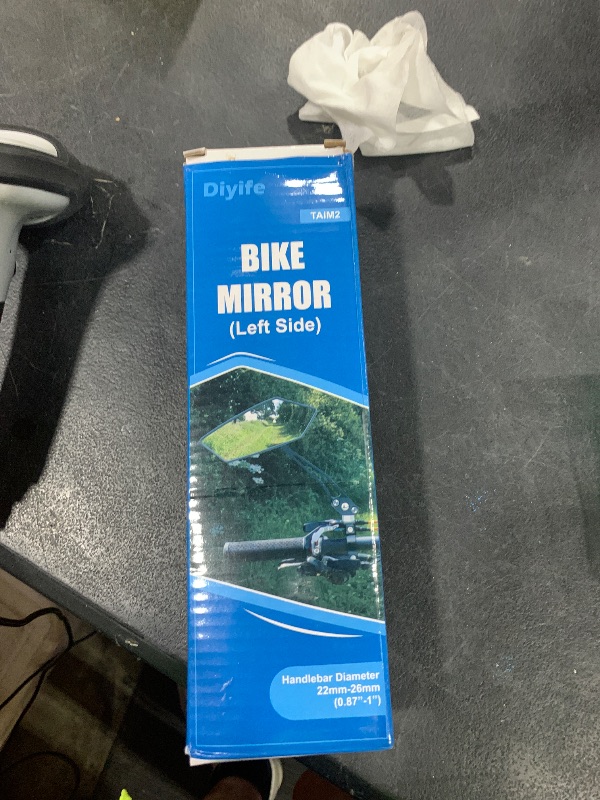 Diyife
TAIM2
BIKE
MIRROR
(Left Side)
Handlebar Diameter
22mm-26mm
(0.87"-1")